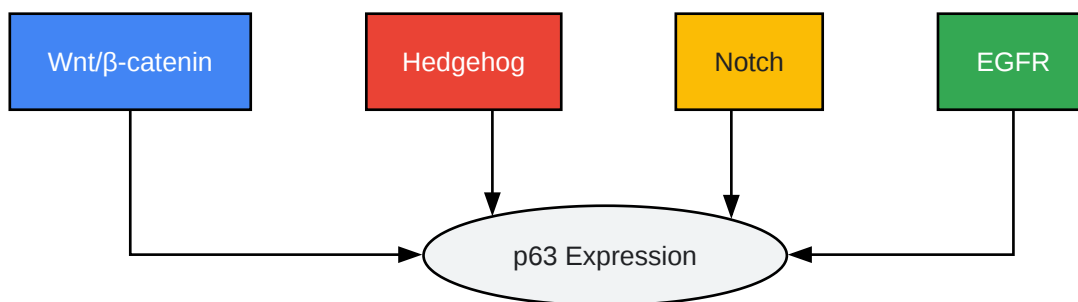 Wnt/β-catenin
Hedgehog
Notch
EGFR
p63 Expression